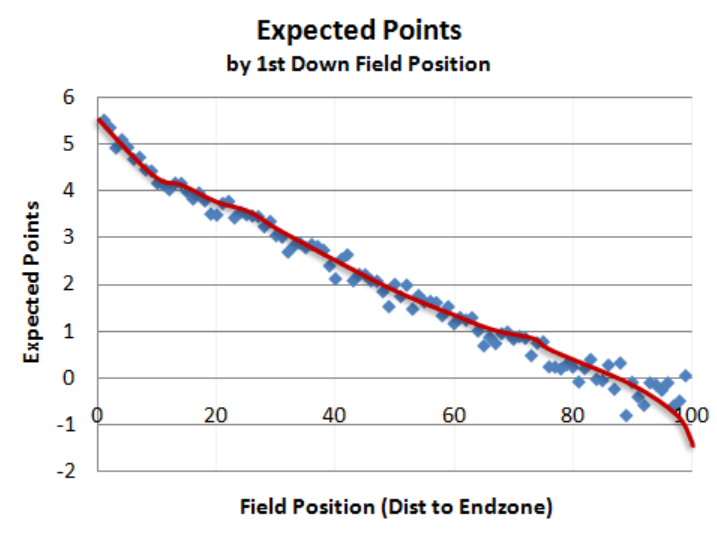 Expected Points
by 1st Down Field Position
6
5
4
3
2
1
0
-1
-2
0 20 40 60 80 100
Expected Points
Field Position (Dist to Endzone)